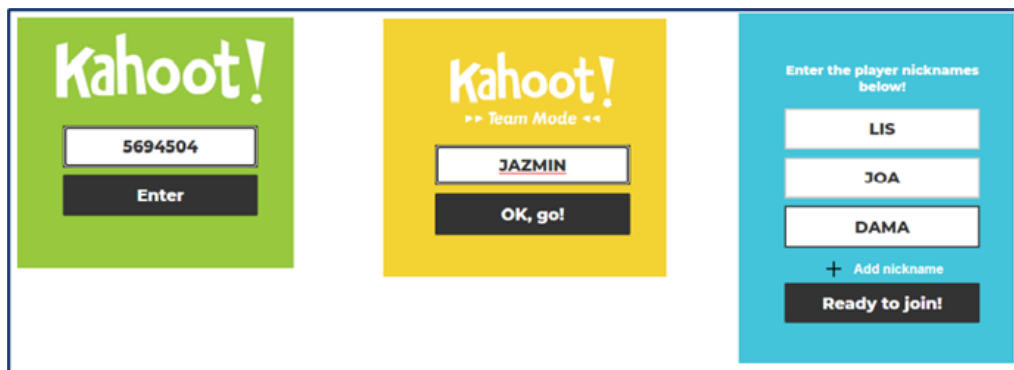 Kahoot!
5694504
Enter
Kahoot!
Team Mode
JAZMIN
OK, go!
Enter the player nicknames
below!
LIS
JOA
DAMA
+ Add nickname
Ready to join!